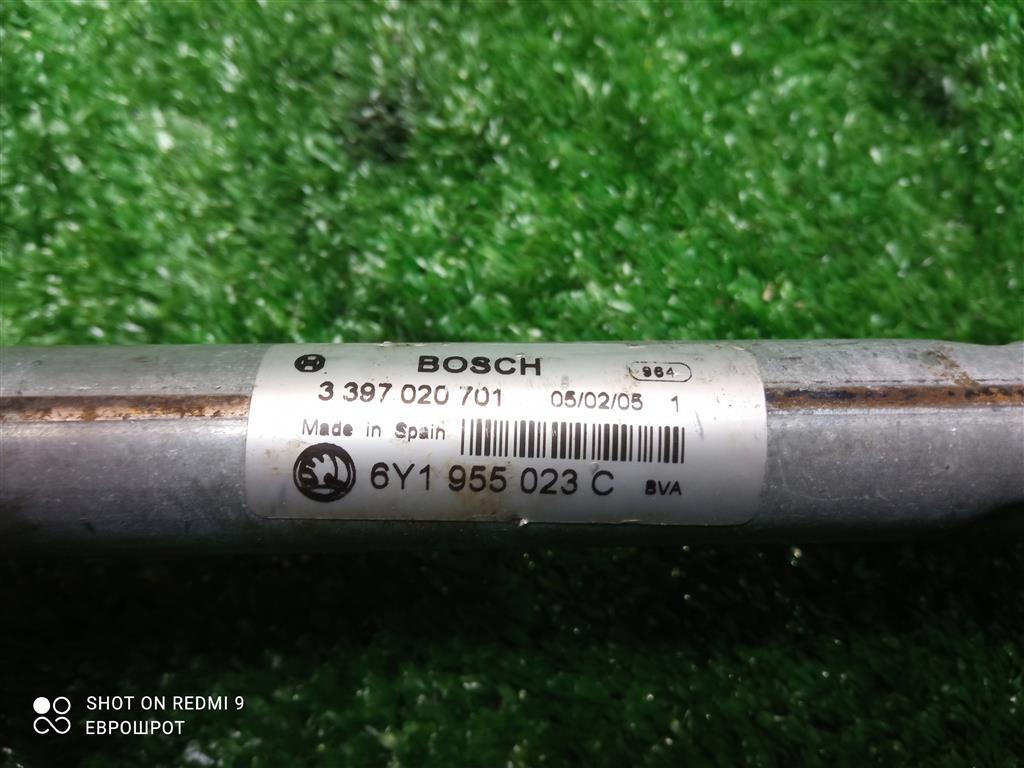 BOSCH 964
3 397 020 701 05/02/05 1
Made in Spain
6Y1 955 023 C BVA
SHOT ON REDMI 9
ЕВРОШРОТ